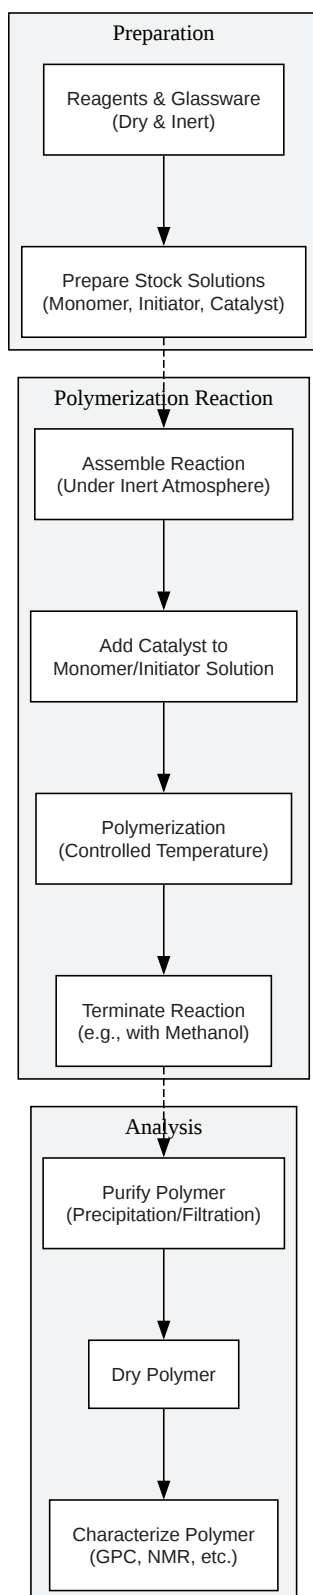 Preparation
Reagents & Glassware
(Dry & Inert)
Prepare Stock Solutions
(Monomer, Initiator, Catalyst)
Polymerization Reaction
Assemble Reaction
(Under Inert Atmosphere)
Add Catalyst to
Monomer/Initiator Solution
Polymerization
(Controlled Temperature)
Terminate Reaction
(e.g., with Methanol)
Analysis
Purify Polymer
(Precipitation/Filtration)
Dry Polymer
Characterize Polymer
(GPC, NMR, etc.)